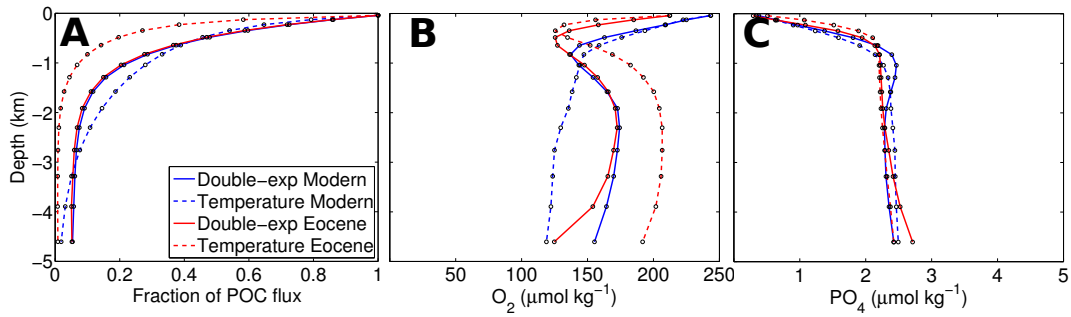 A
B
C
0
−1
−2
−3
−4
−5
Depth (km)
Double−exp Modern
Temperature Modern
Double−exp Eocene
Temperature Eocene
0 0.2 0.4 0.6 0.8 1
Fraction of POC flux
50 100 150 200 250
O2 (μmol kg−1)
1 2 3 4 5
PO4 (μmol kg−1)